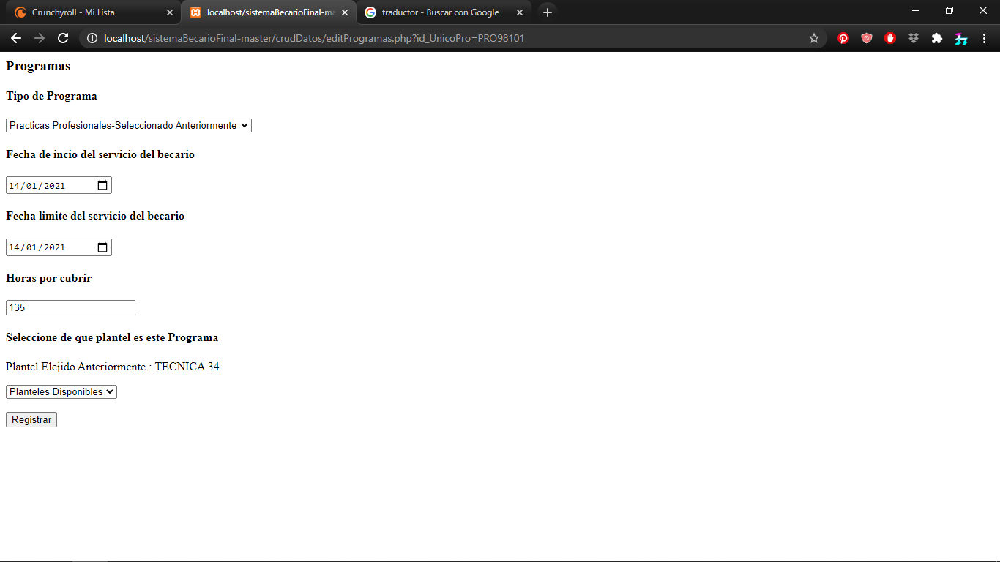 Crunchyroll - Mi Lista
localhost/sistemaBecarioFinal-ma
traductor - Buscar con Google
localhost/sistemaBecarioFinal-master/crudDatos/editProgramas.php?id_UnicoPro=PRO98101
Programas
Tipo de Programa
Practicas Profesionales-Seleccionado Anteriormente
Fecha de incio del servicio del becario
14/01/2021
Fecha limite del servicio del becario
14/01/2021
Horas por cubrir
135
Seleccione de que plantel es este Programa
Plantel Elejido Anteriormente : TECNICA 34
Planteles Disponibles
Registrar